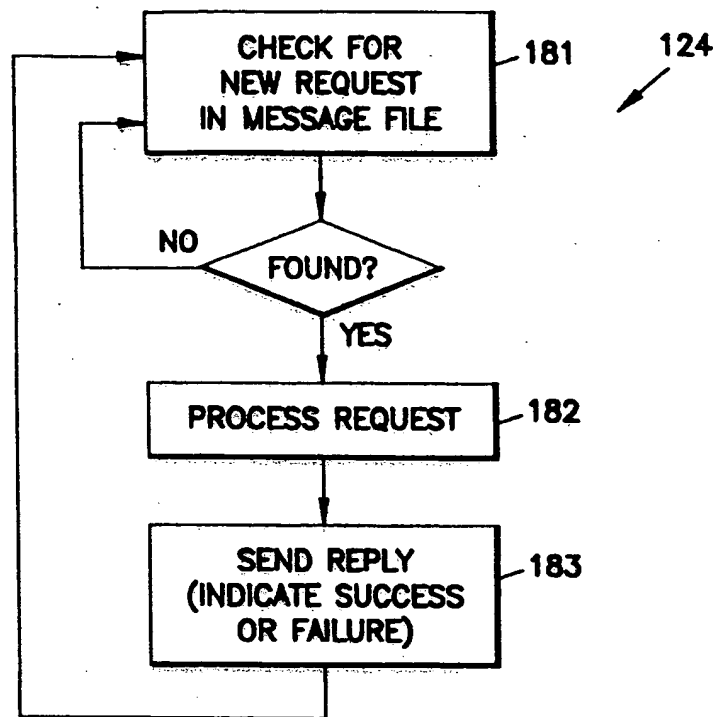 CHECK FOR
NEW REQUEST
IN MESSAGE FILE
181
124
NO
FOUND?
YES
PROCESS REQUEST
182
SEND REPLY
(INDICATE SUCCESS
OR FAILURE)
183